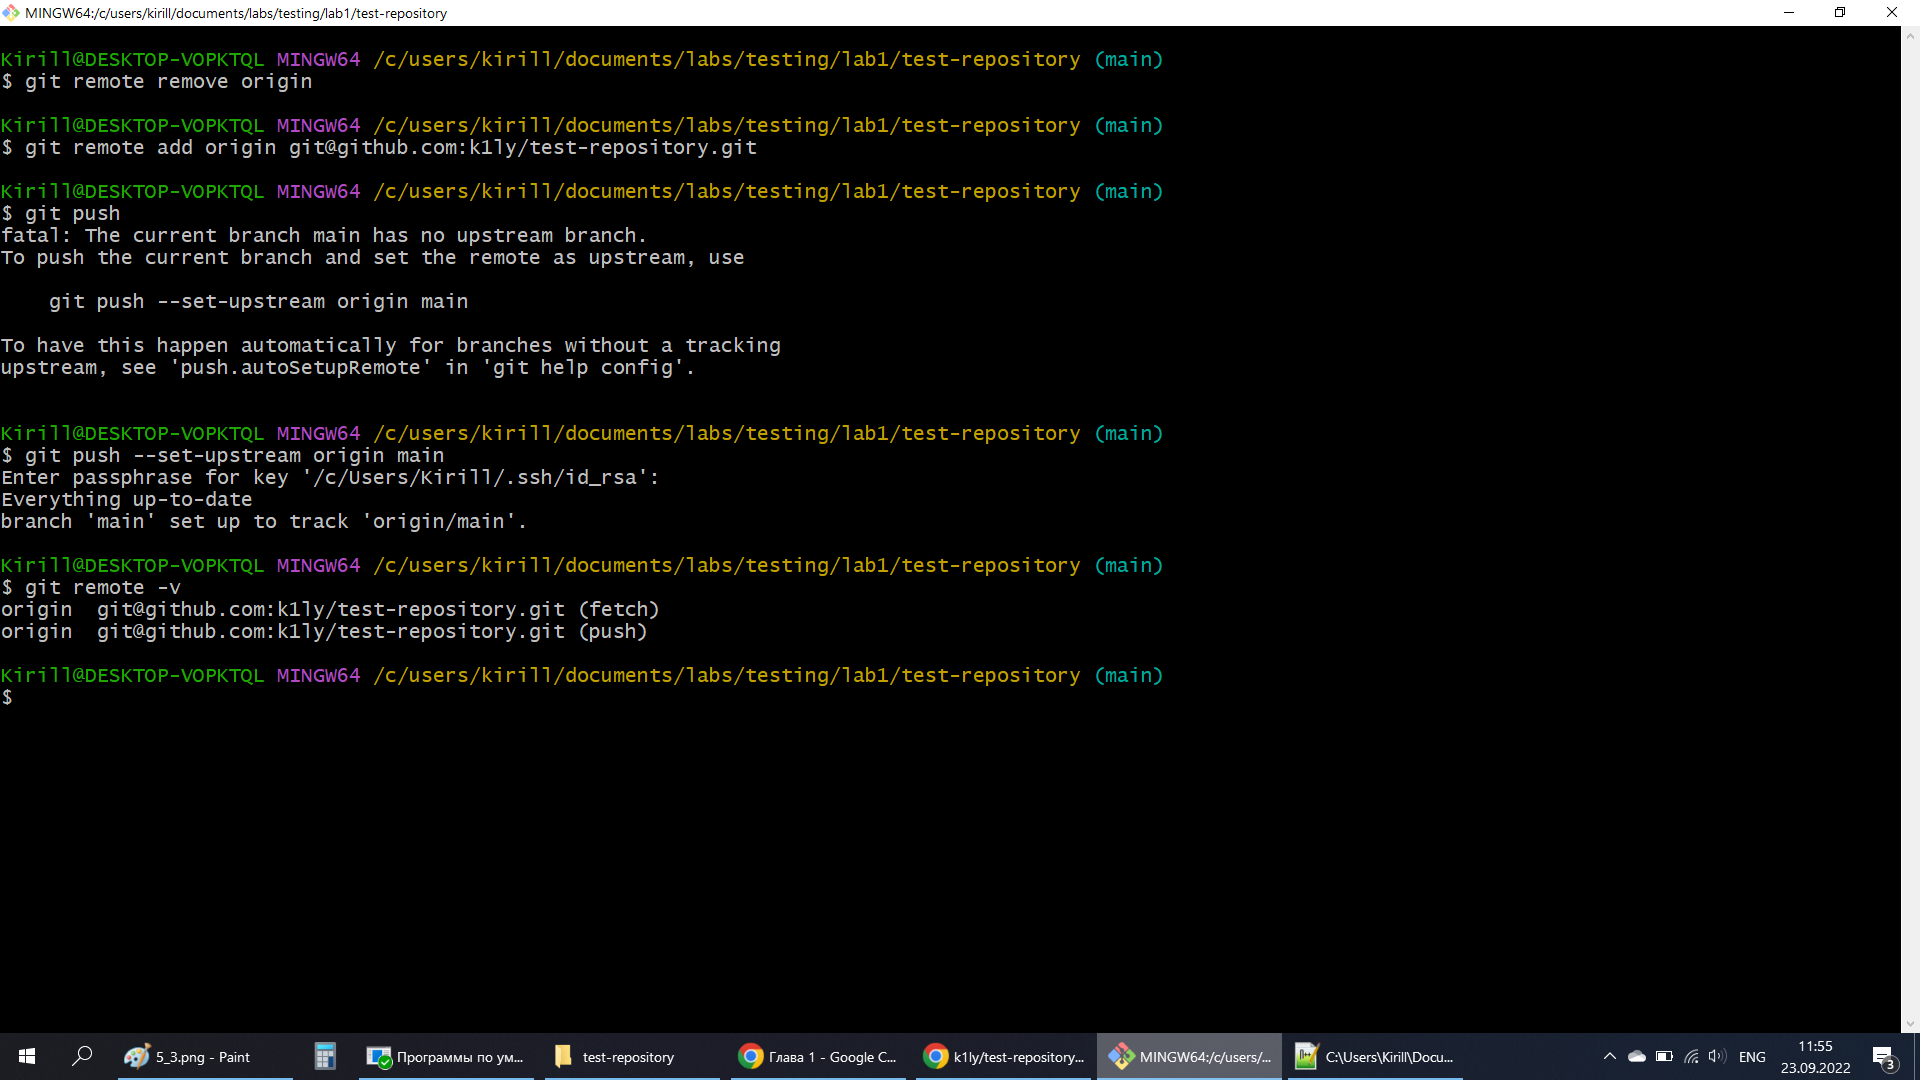 MINGW64:/c/users/kirill/documents/labs/testing/lab1/test-repository
Kirill@DESKTOP-VOPKTQL MINGW64 /c/users/kirill/documents/labs/testing/lab1/test-repository (main)
$ git remote remove origin
Kirill@DESKTOP-VOPKTQL MINGW64 /c/users/kirill/documents/labs/testing/lab1/test-repository (main)
$ git remote add origin git@github.com:k1ly/test-repository.git
Kirill@DESKTOP-VOPKTQL MINGW64 /c/users/kirill/documents/labs/testing/lab1/test-repository (main)
$ git push
fatal: The current branch main has no upstream branch.
To push the current branch and set the remote as upstream, use
git push --set-upstream origin main
To have this happen automatically for branches without a tracking
upstream, see 'push.autoSetupRemote' in 'git help config'.
Kirill@DESKTOP-VOPKTQL MINGW64 /c/users/kirill/documents/labs/testing/lab1/test-repository (main)
$ git push --set-upstream origin main
Enter passphrase for key '/c/Users/Kirill/.ssh/id_rsa':
Everything up-to-date
branch 'main' set up to track 'origin/main'.
Kirill@DESKTOP-VOPKTQL MINGW64 /c/users/kirill/documents/labs/testing/lab1/test-repository (main)
$ git remote -v
origin  git@github.com:k1ly/test-repository.git (fetch)
origin  git@github.com:k1ly/test-repository.git (push)
Kirill@DESKTOP-VOPKTQL MINGW64 /c/users/kirill/documents/labs/testing/lab1/test-repository (main)
$
5_3.png - Paint
Программы по ум...
test-repository
Глава 1 - Google C...
k1ly/test-repository...
MINGW64:/c/users/...
C:\Users\Kirill\Docu...
ENG
11:55
23.09.2022
3